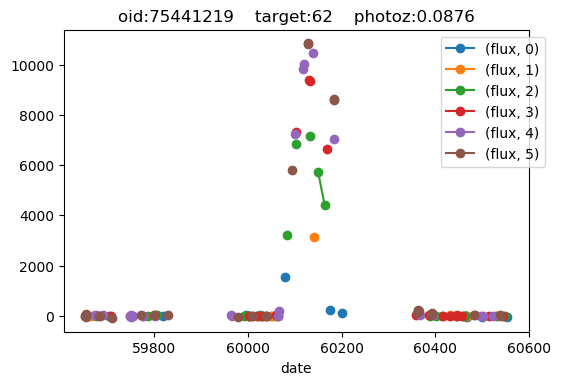 oid:75441219    target:62    photoz:0.0876
10000
8000
6000
4000
2000
0
(flux, 0)
(flux, 1)
(flux, 2)
(flux, 3)
(flux, 4)
(flux, 5)
59800 60000 60200 60400 60600
date